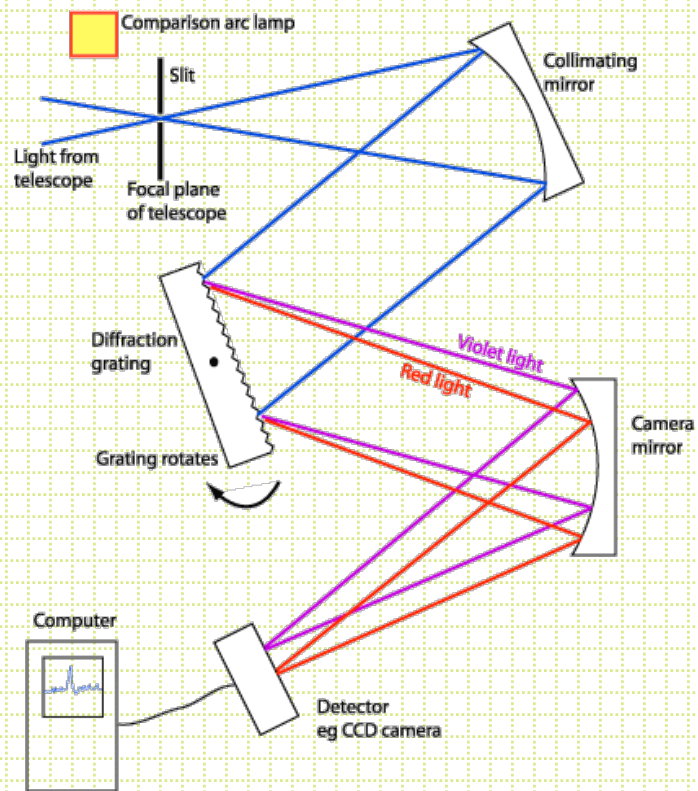 Comparison arc lamp
Slit
Collimating
mirror
Light from
telescope
Focal plane
of telescope
Diffraction
grating
Violet light
Red light
Camera
mirror
Grating rotates
Computer
Detector
eg CCD camera